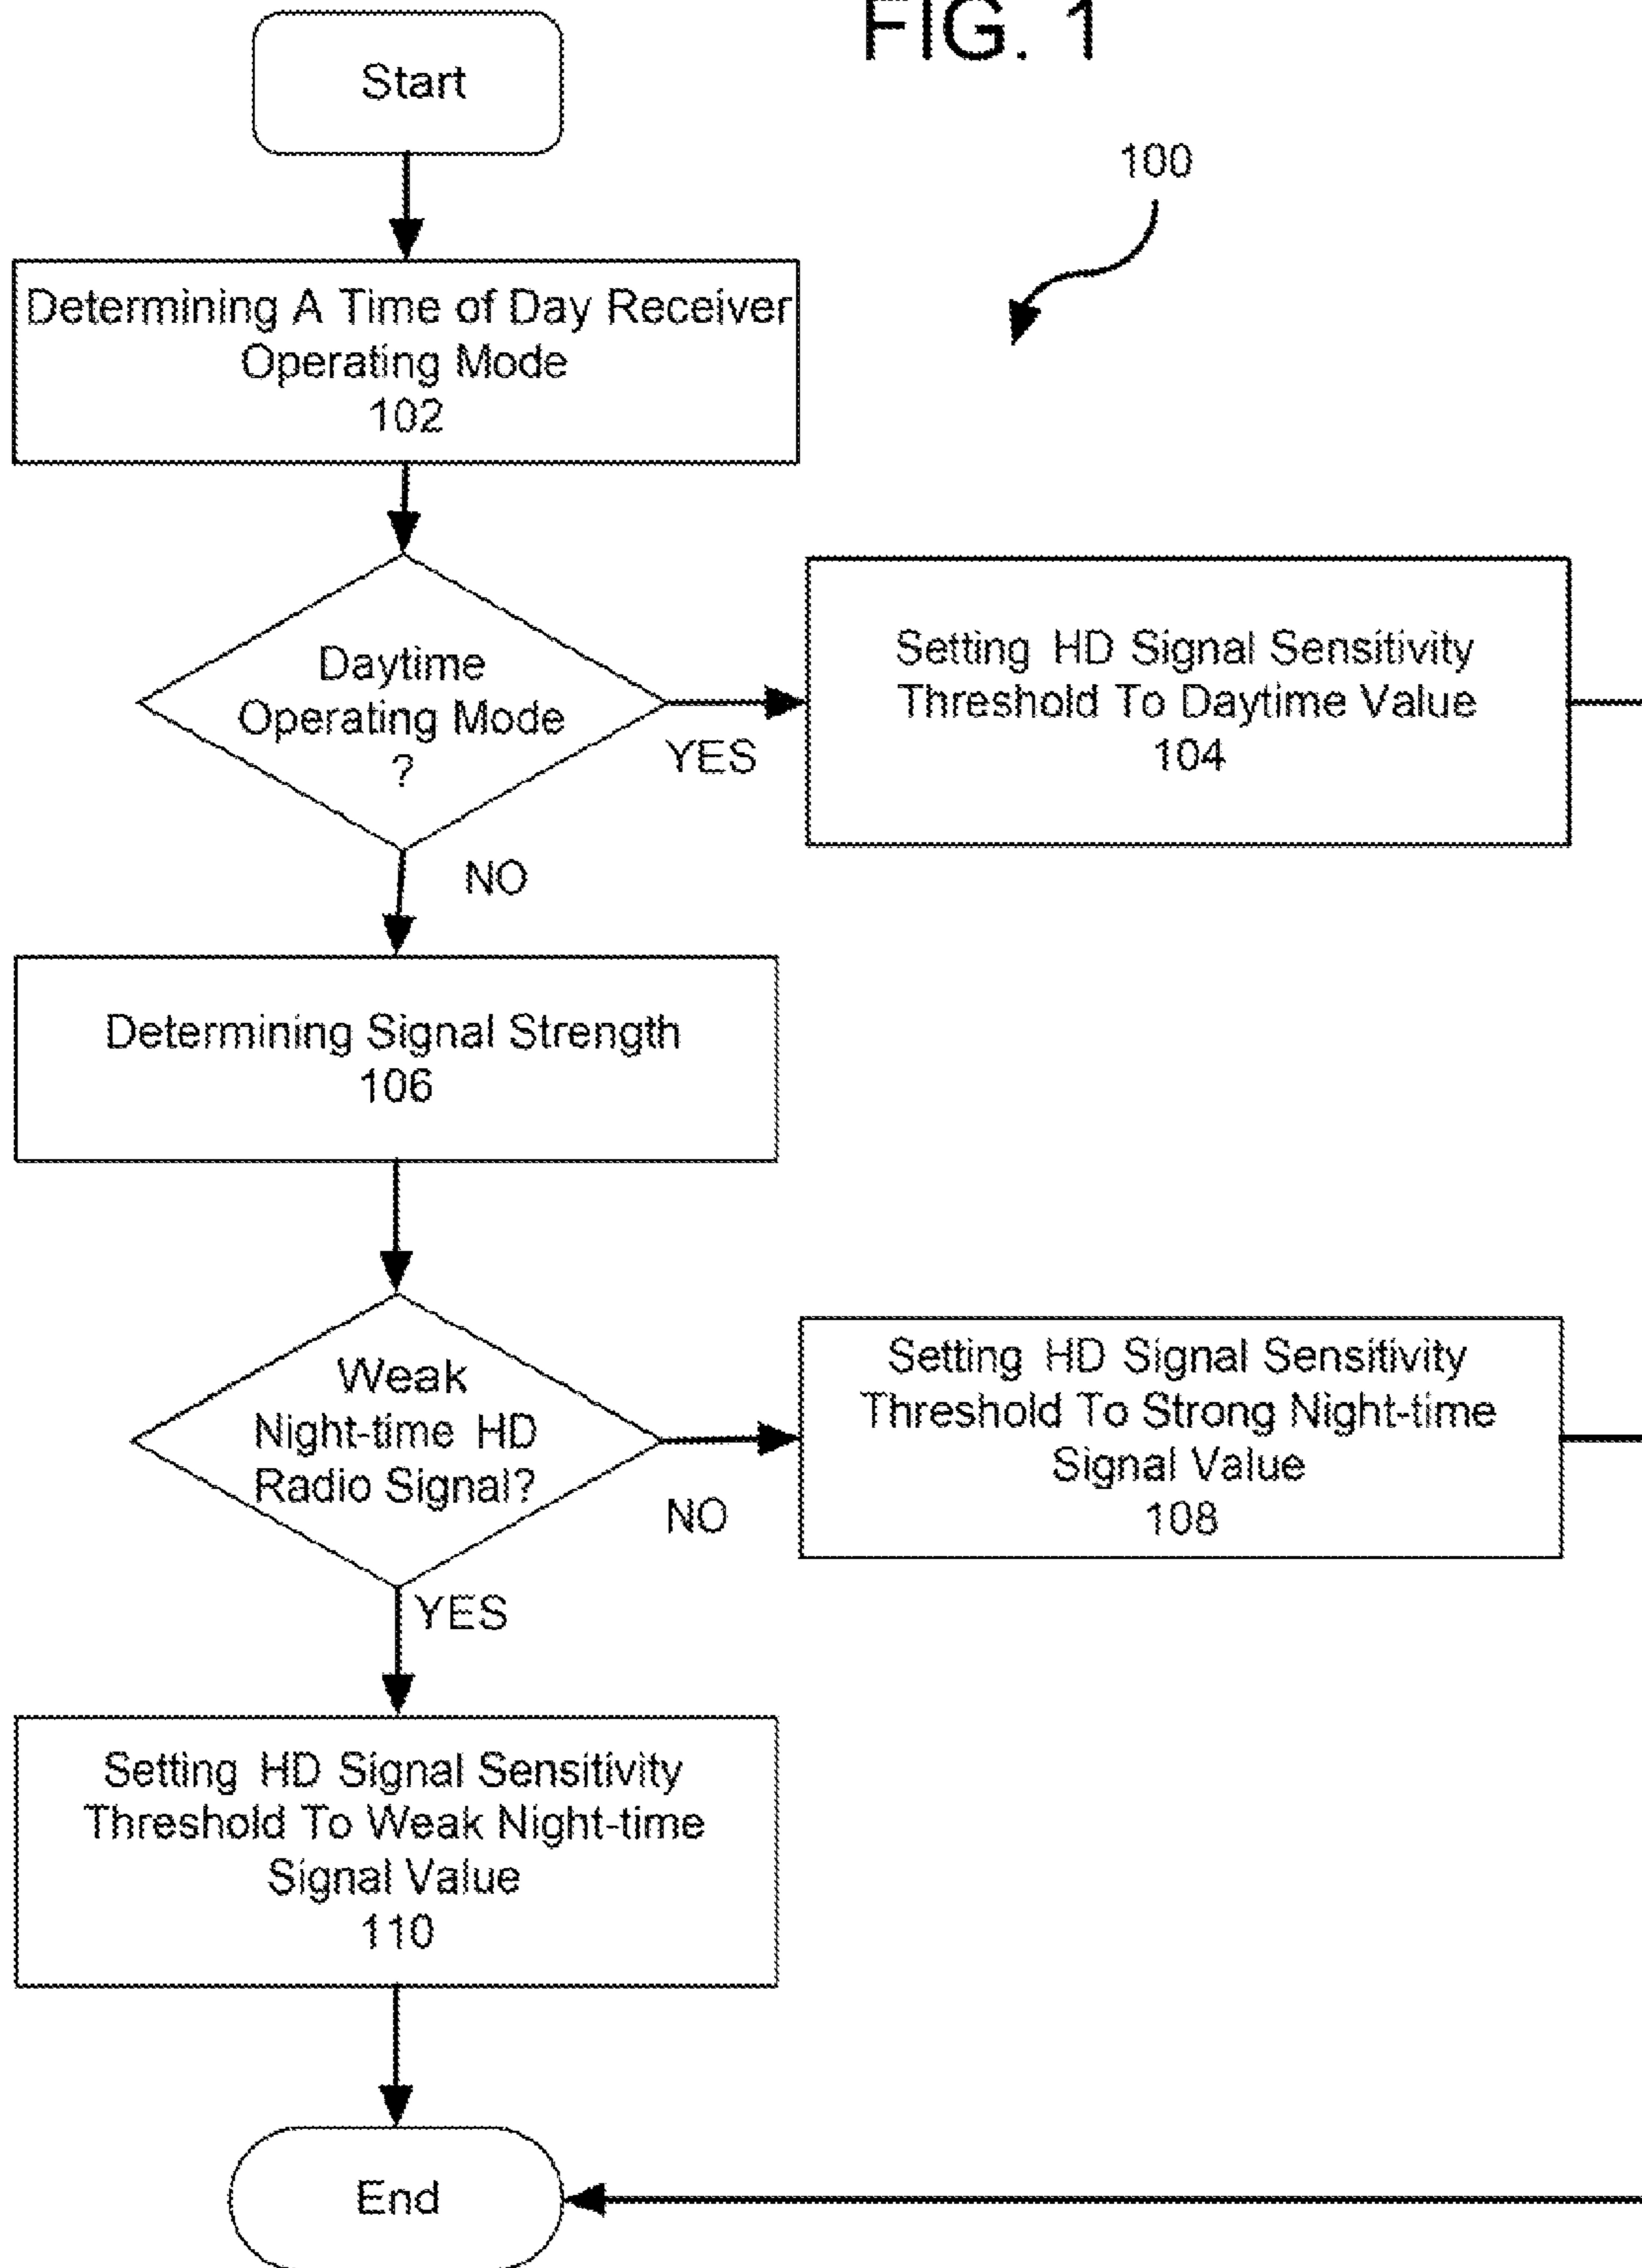 FIG. 1
Start
100
Determining A Time of Day Receiver
Operating Mode
102
Daytime
Operating Mode
?
YES
Setting HD Signal Sensitivity
Threshold To Daytime Value
104
NO
Determining Signal Strength
106
Weak
Night-time HD
Radio Signal?
NO
Setting HD Signal Sensitivity
Threshold To Strong Night-time
Signal Value
108
YES
Setting HD Signal Sensitivity
Threshold To Weak Night-time
Signal Value
110
End